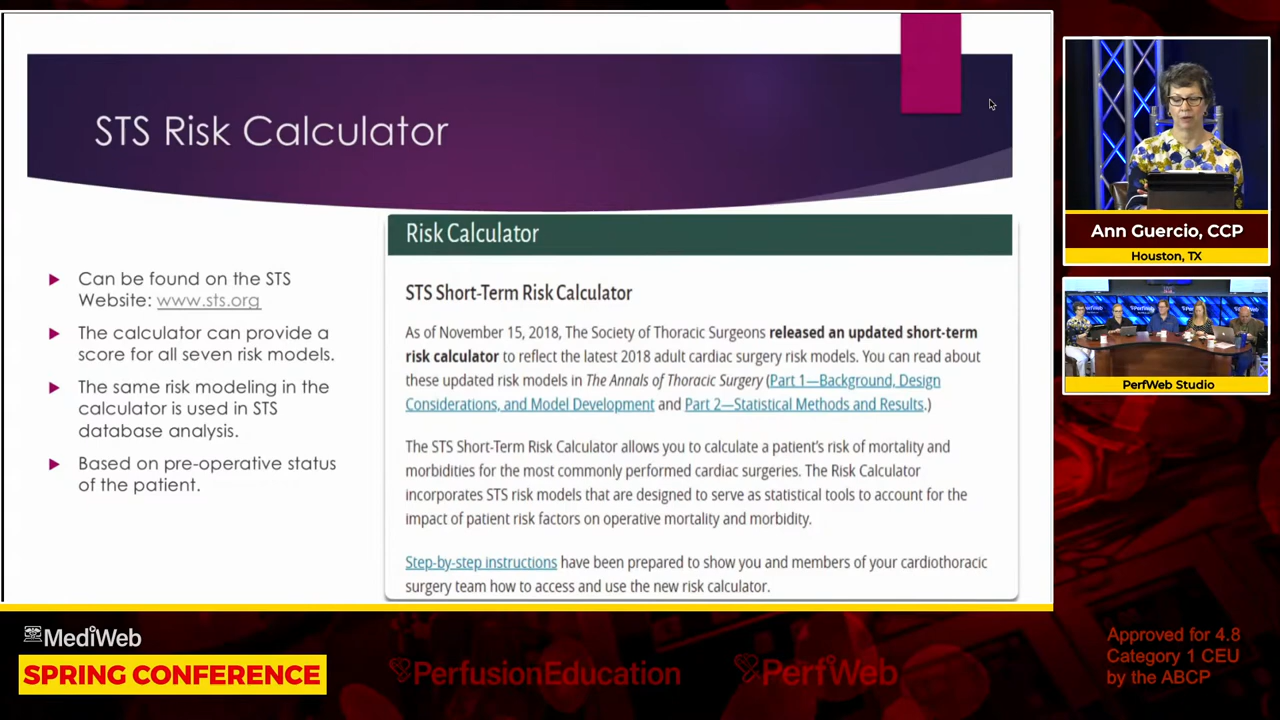 STS Risk Calculator
Can be found on the STS
Website: www.sts.org
The calculator can provide a
score for all seven risk models.
The same risk modeling in the
calculator is used in STS
database analysis.
Based on pre-operative status
of the patient.
Risk Calculator
STS Short-Term Risk Calculator
As of November 15, 2018, The Society of Thoracic Surgeons released an updated short-term
risk calculator to reflect the latest 2018 adult cardiac surgery risk models. You can read about
these updated risk models in The Annals of Thoracic Surgery (Part 1—Background, Design
Considerations, and Model Development and Part 2—Statistical Methods and Results.)
The STS Short-Term Risk Calculator allows you to calculate a patient's risk of mortality and
morbidities for the most commonly performed cardiac surgeries. The Risk Calculator
incorporates STS risk models that are designed to serve as statistical tools to account for the
impact of patient risk factors on operative mortality and morbidity.
Step-by-step instructions have been prepared to show you and members of your cardiothoracic
surgery team how to access and use the new risk calculator.
Ann Guercio, CCP
Houston, TX
PerfWeb Studio
MediWeb
SPRING CONFERENCE
PerfusionEducation
PerfWeb
Approved for 4.8
Category 1 CEU
by the ABCP